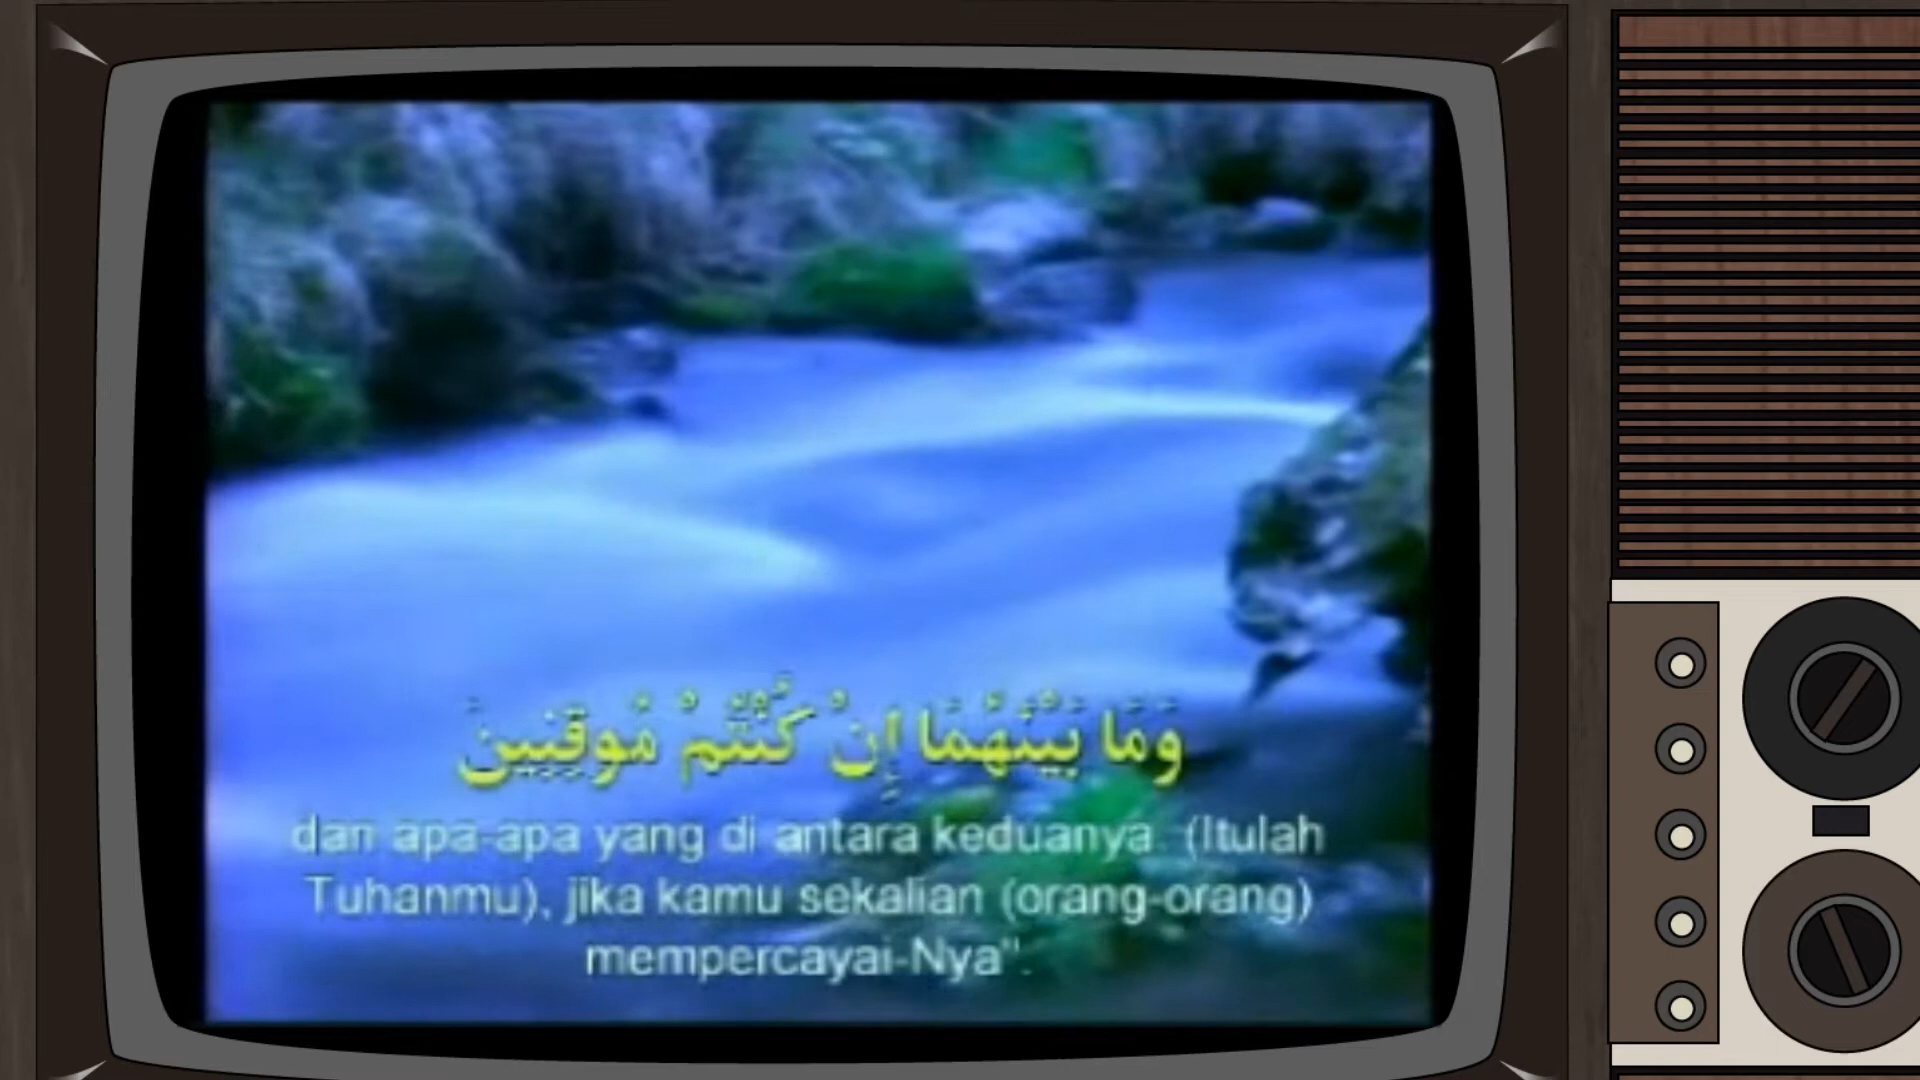 وَمَا بَيْنَهُمَا إِنْ كُنْتُمْ مُوقِنِينَ
dan apa-apa yang di antara keduanya. (Itulah
Tuhanmu), jika kamu sekalian (orang-orang)
mempercayai-Nya".